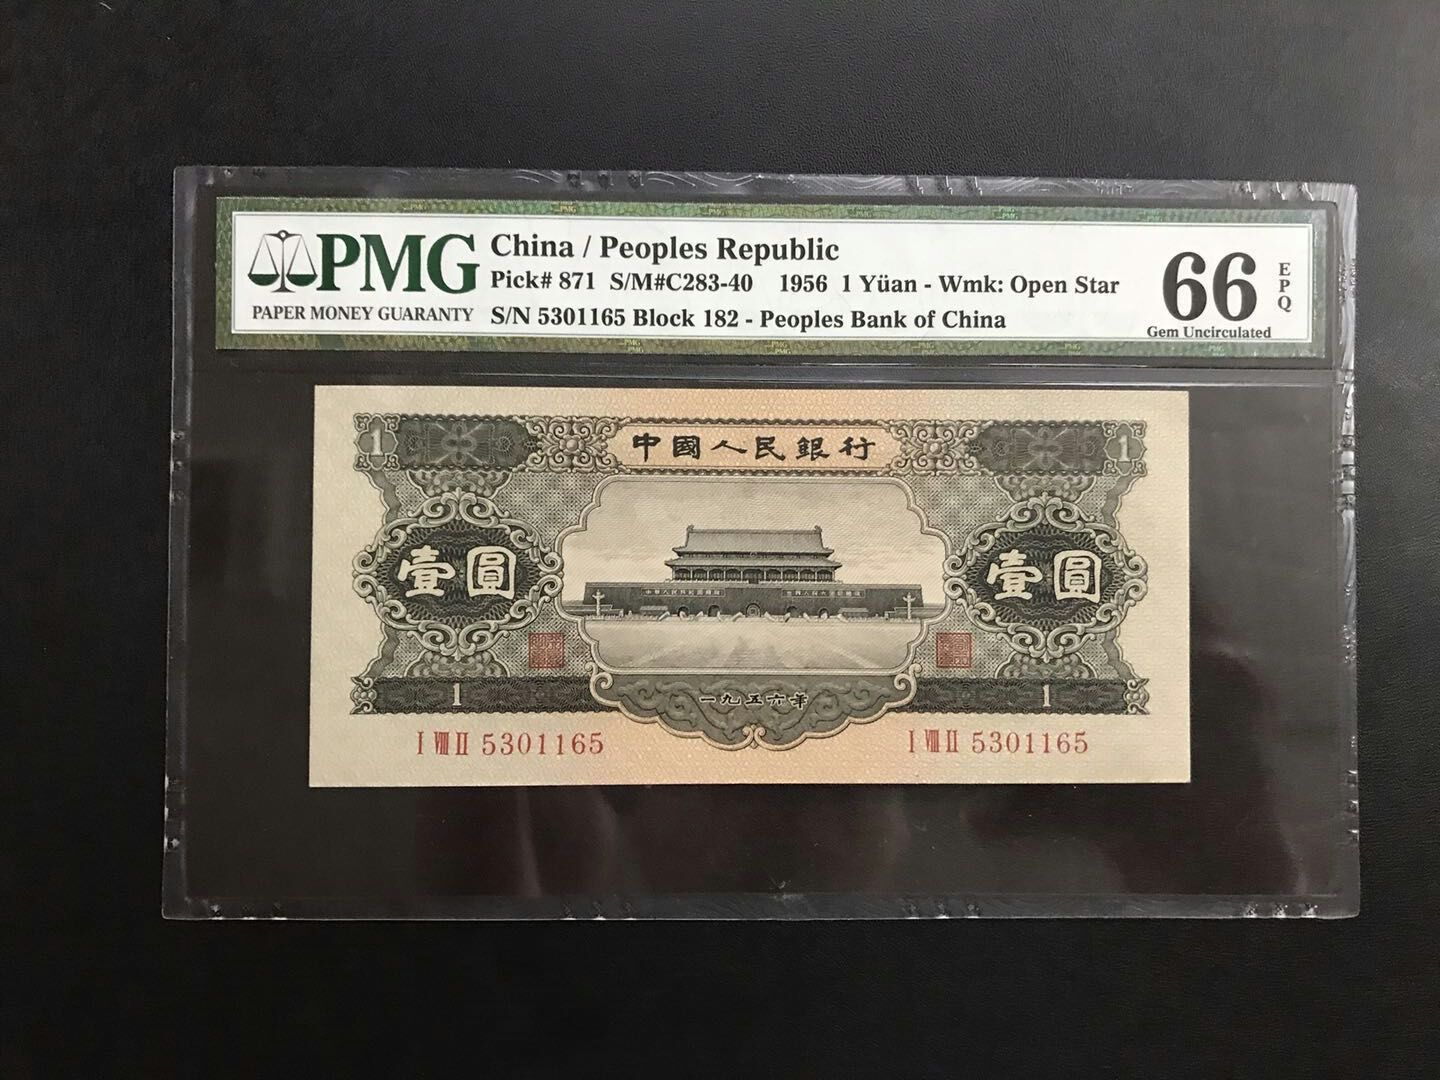 PMG
PAPER MONEY GUARANTY
China / Peoples Republic
Pick# 871 S/M#C283-40 1956 1 Yüan - Wmk: Open Star
S/N 5301165 Block 182 - Peoples Bank of China
66
EPQ
Gem Uncirculated
1 中國人民銀行 1
壹圓 壹圓
1 一九五六年 1
I VIII II 5301165 I VIII II 5301165